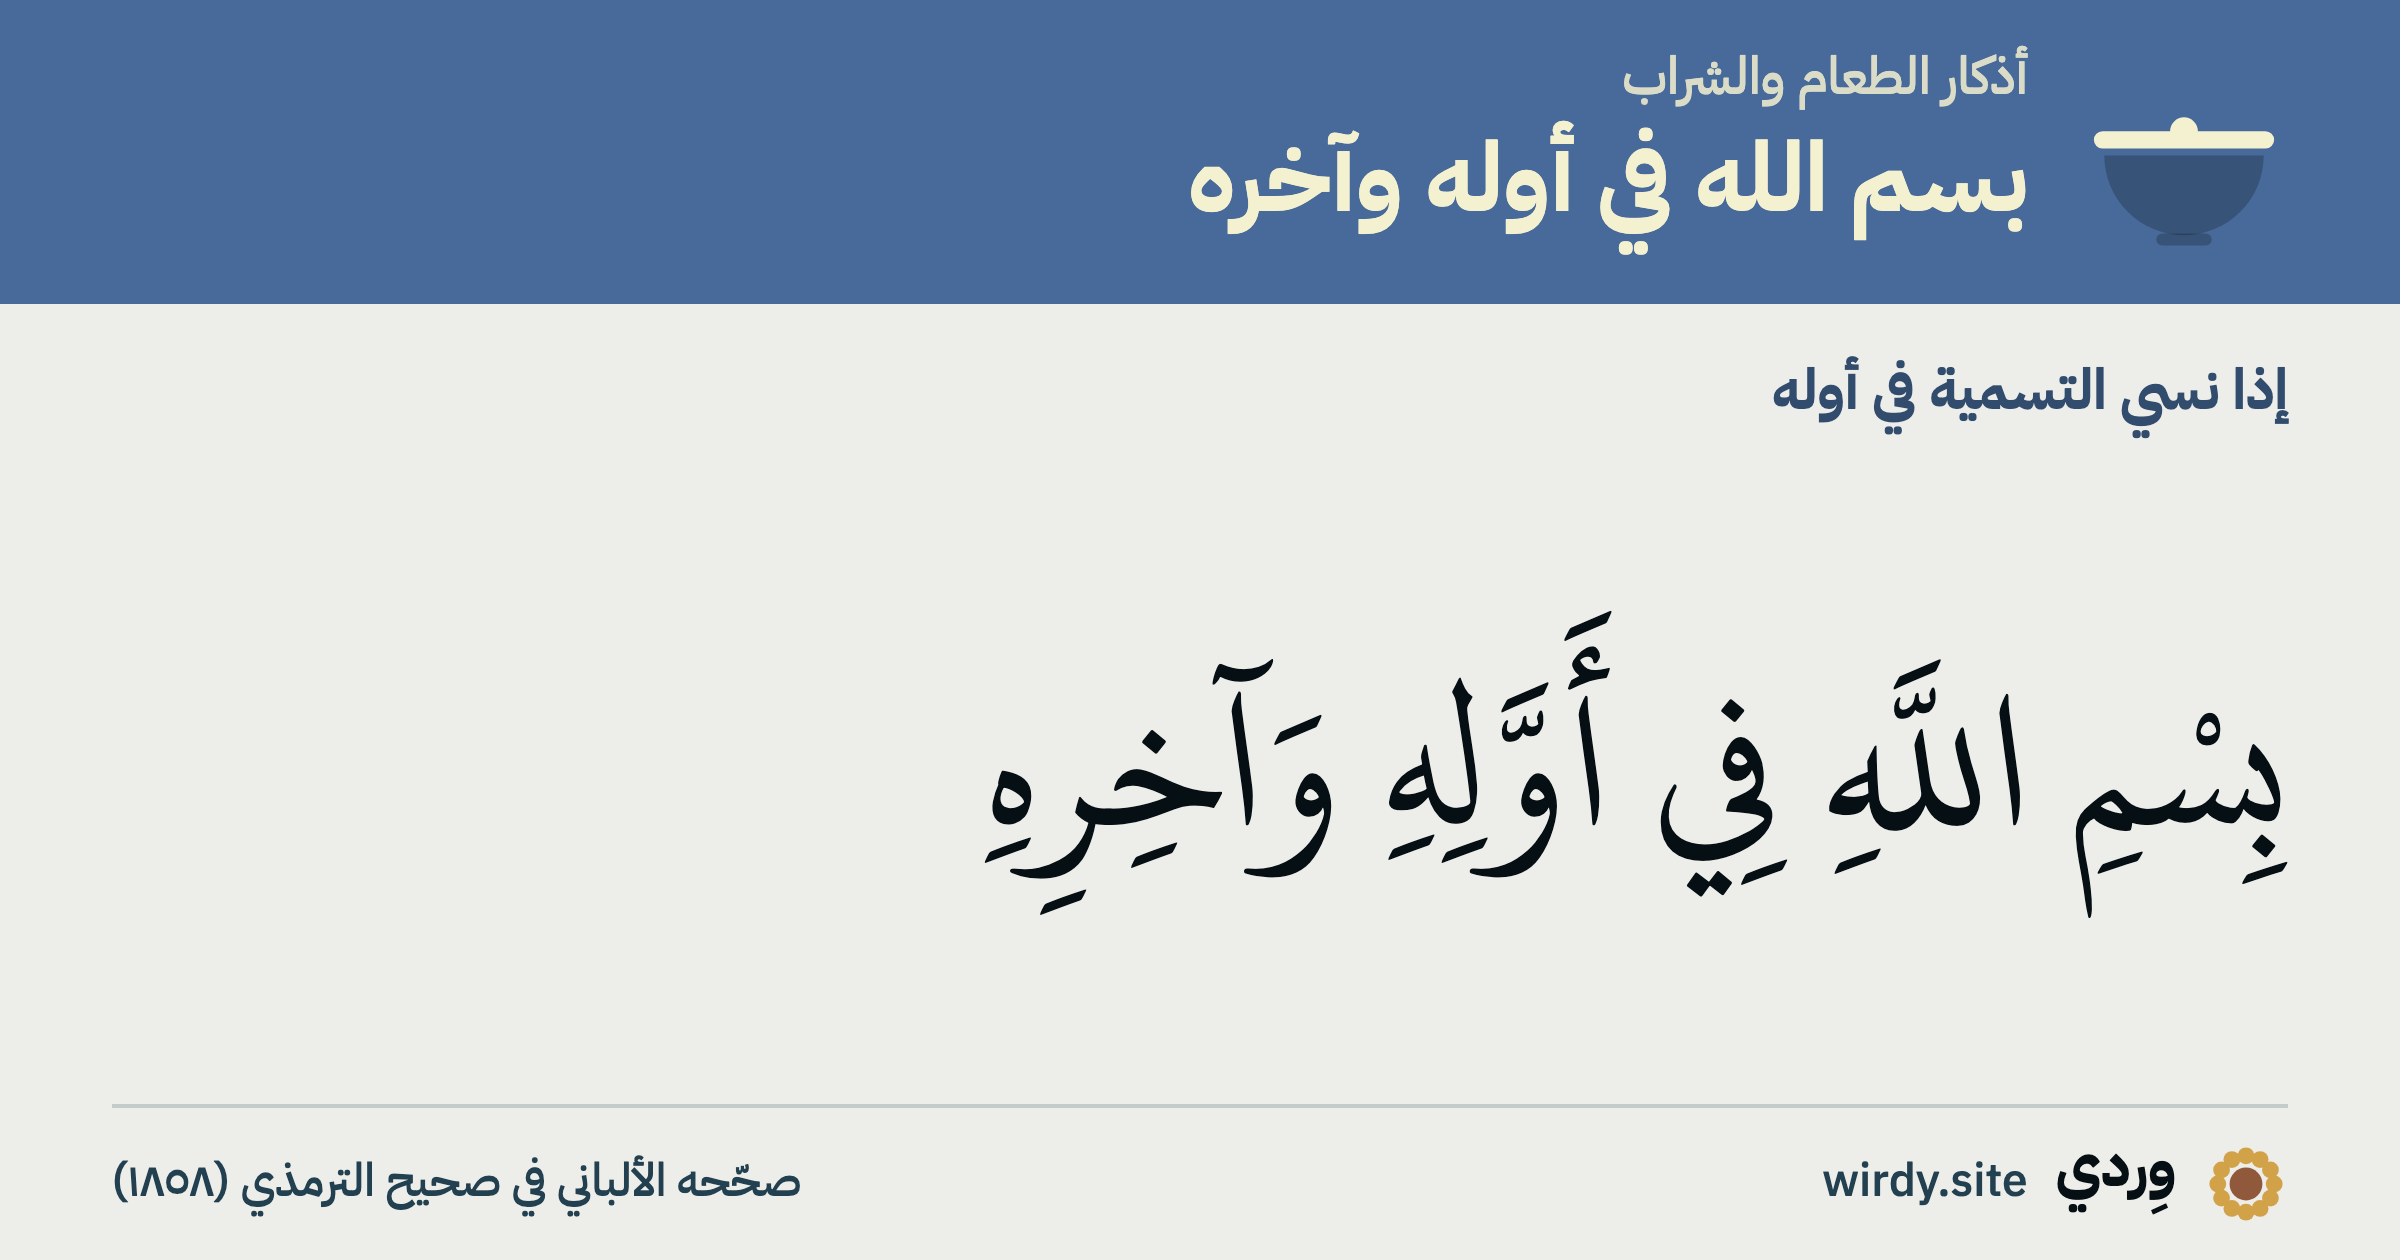 أذكار الطعام والشراب
بسم الله في أوله وآخره
إذا نسي التسمية في أوله
بِسْمِ اللَّهِ فِي أَوَّلِهِ وَآخِرِهِ
وِردي wirdy.site
صحّحه الألباني في صحيح الترمذي (١٨٥٨)